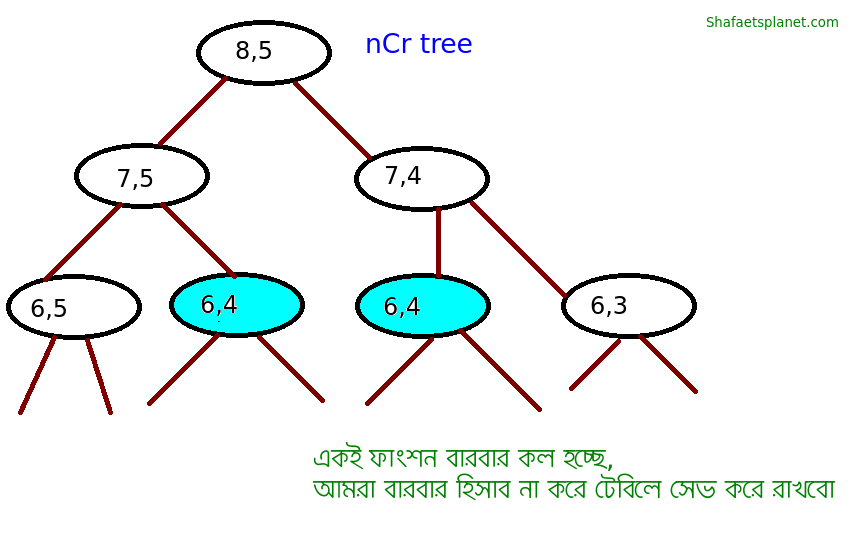 Shafaetsplanet.com
nCr tree
8,5
7,5
7,4
6,5
6,4
6,4
6,3
একই ফাংশন বারবার কল হচ্ছে,
আমরা বারবার হিসাব না করে টেবিলে সেভ করে রাখবো